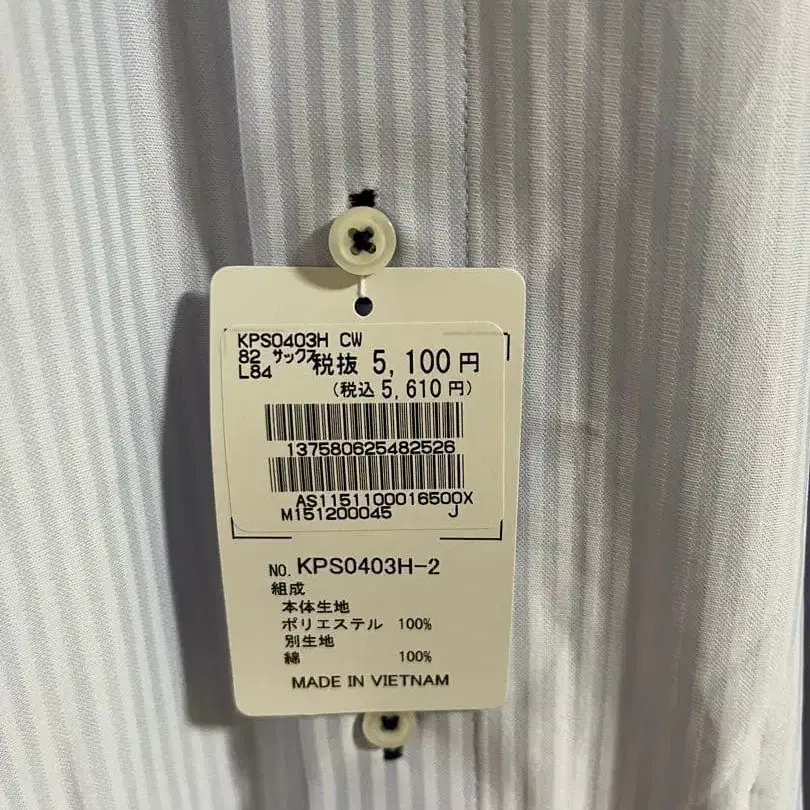 KPS0403H CW
82 サックス 税抜 5,100円
L84
(税込 5,610円)
137580625482526
AS1151100016500X
M151200045 J
NO. KPS0403H-2
組成
本体生地
ポリエステル 100%
別生地
綿 100%
MADE IN VIETNAM